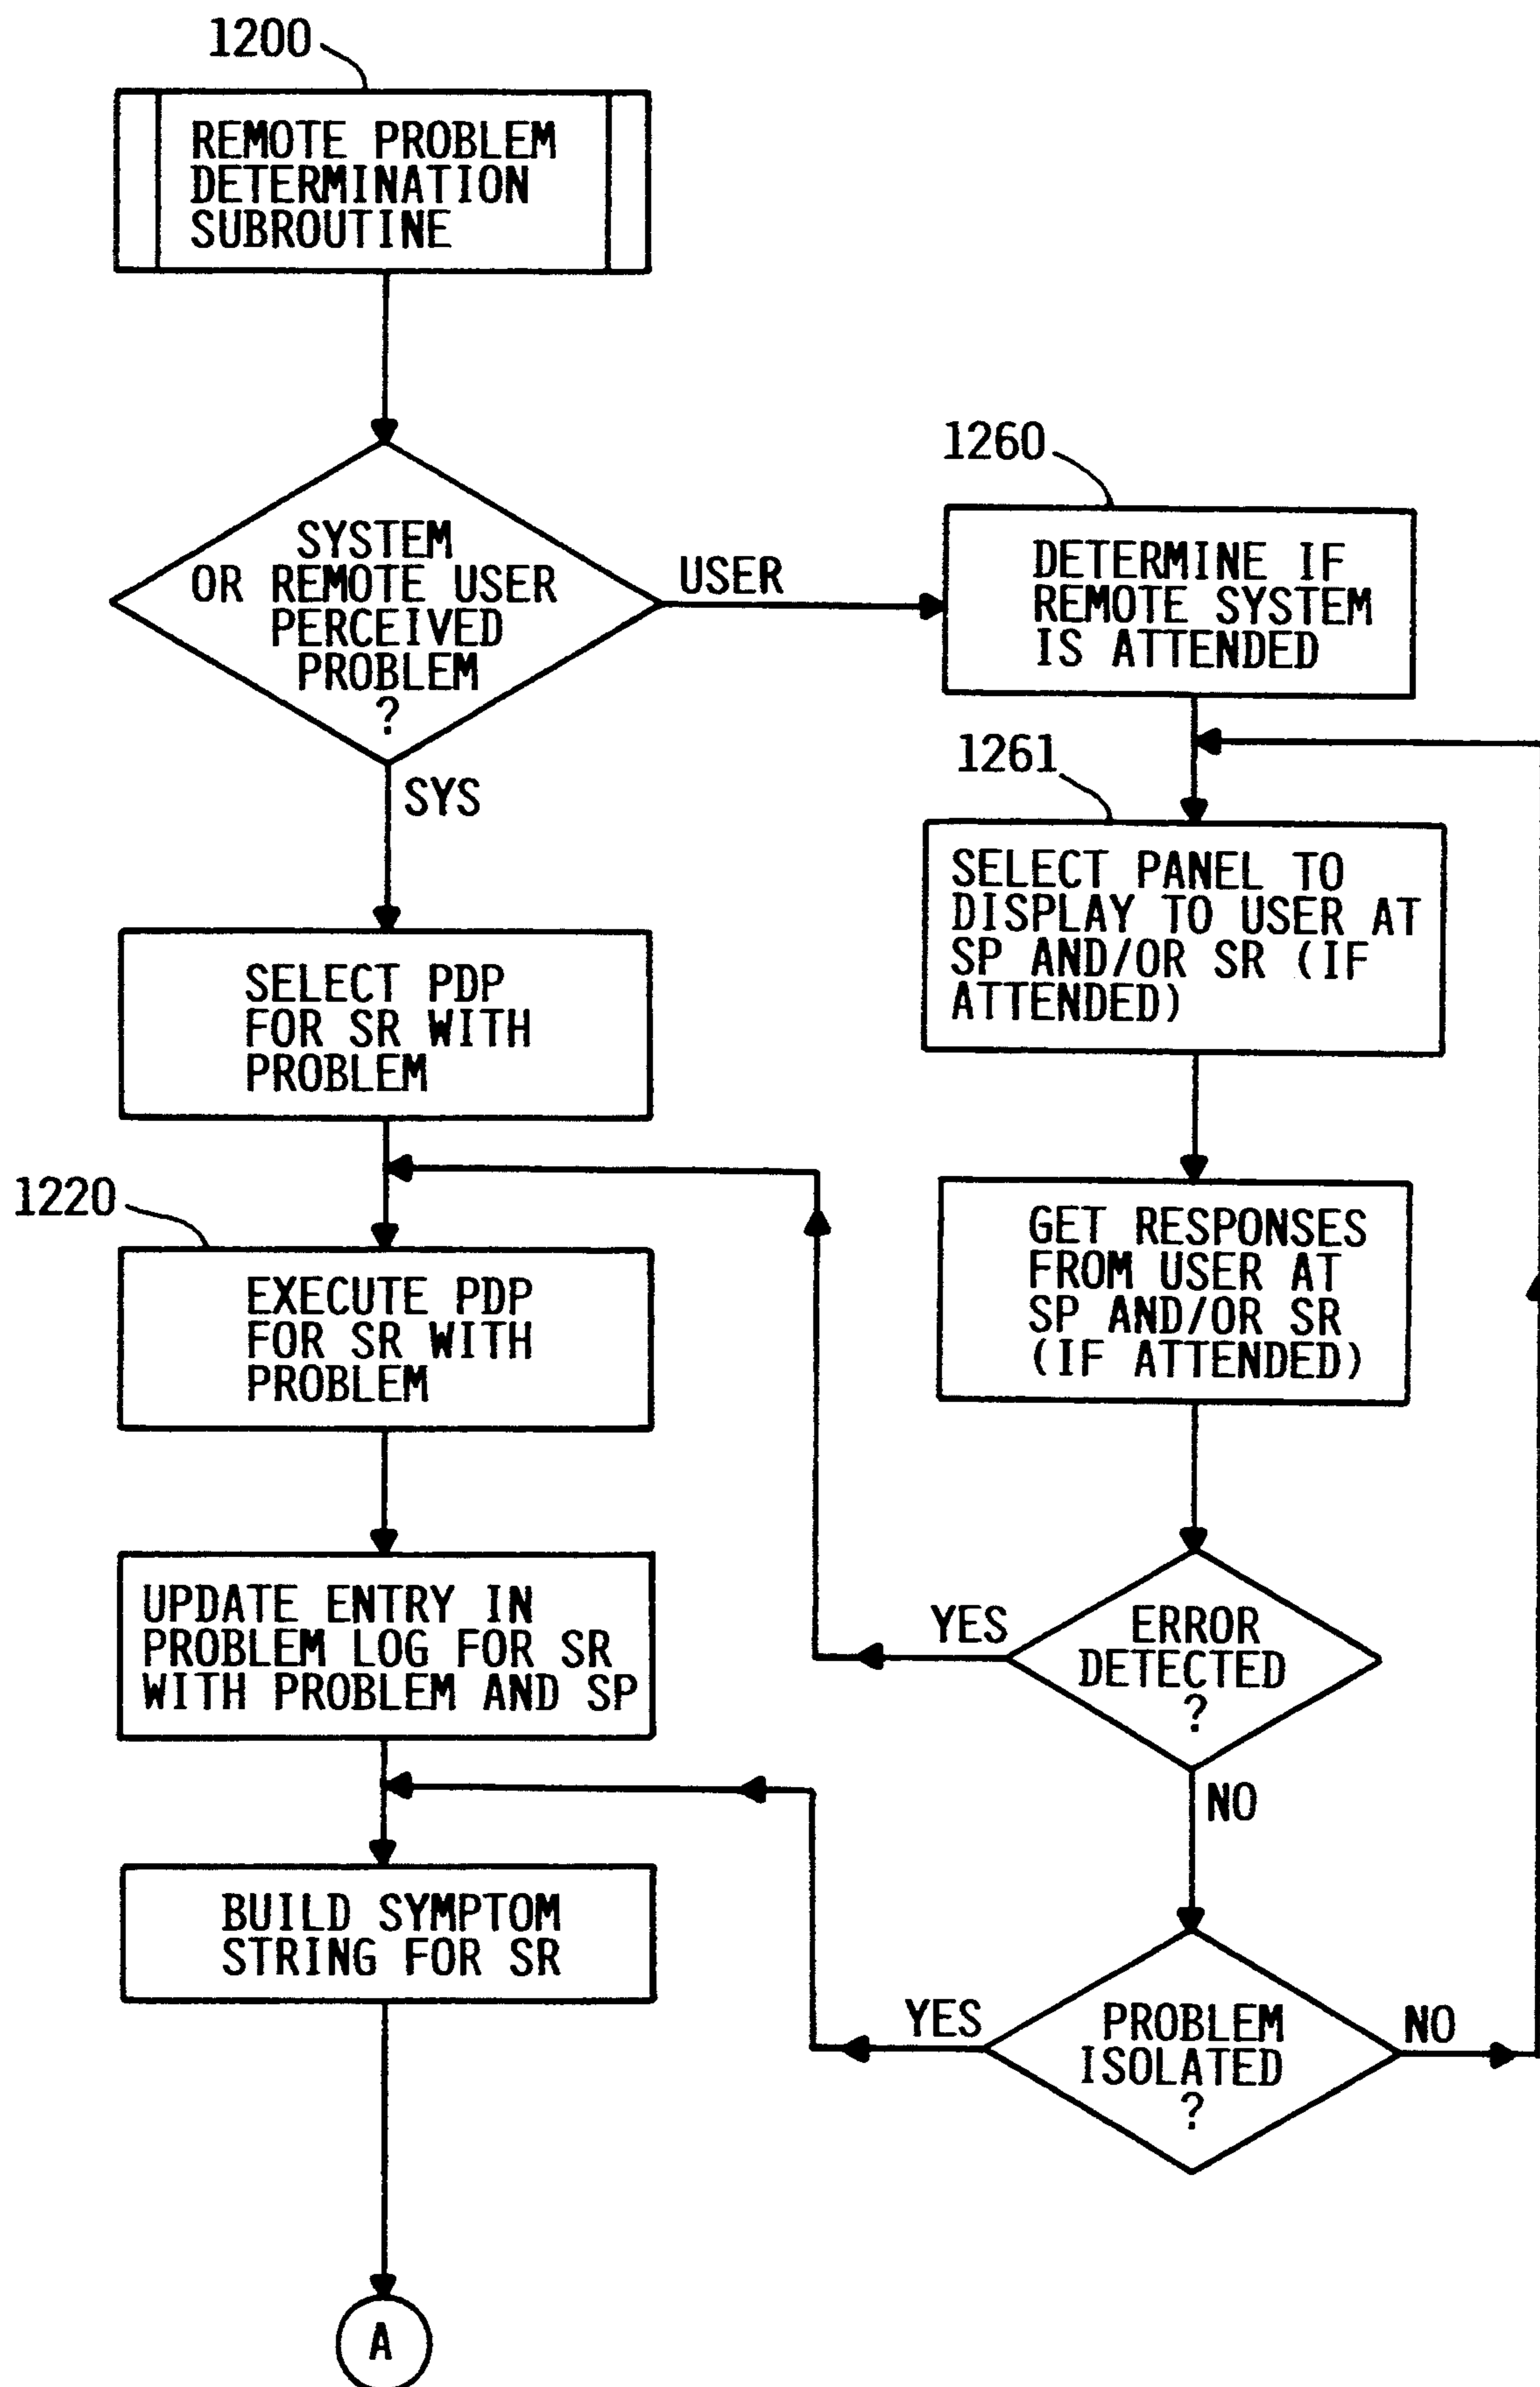 1200
REMOTE PROBLEM
DETERMINATION
SUBROUTINE
SYSTEM
OR REMOTE USER
PERCEIVED
PROBLEM
?
USER
SYS
1260
DETERMINE IF
REMOTE SYSTEM
IS ATTENDED
1261
SELECT PANEL TO
DISPLAY TO USER AT
SP AND/OR SR (IF
ATTENDED)
SELECT PDP
FOR SR WITH
PROBLEM
1220
EXECUTE PDP
FOR SR WITH
PROBLEM
GET RESPONSES
FROM USER AT
SP AND/OR SR
(IF ATTENDED)
UPDATE ENTRY IN
PROBLEM LOG FOR SR
WITH PROBLEM AND SP
YES
ERROR
DETECTED
?
NO
BUILD SYMPTOM
STRING FOR SR
YES
PROBLEM
ISOLATED
?
NO
A